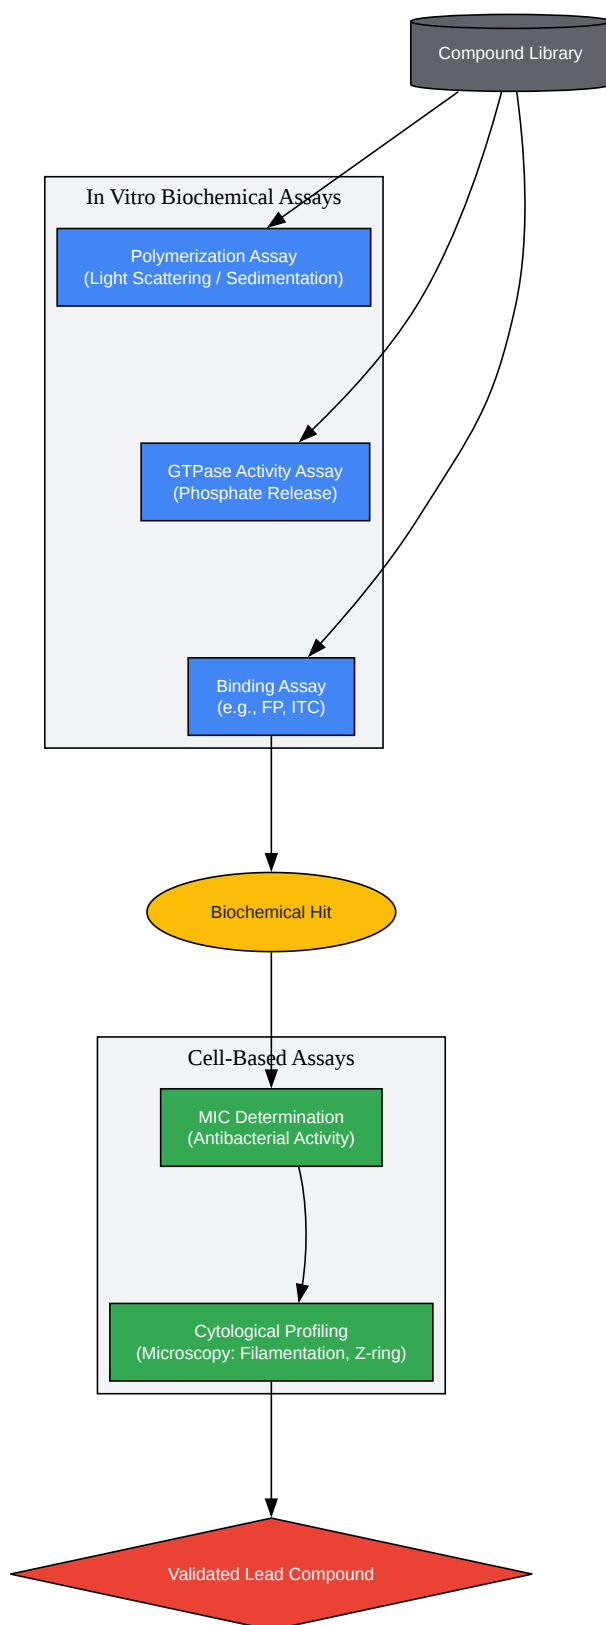 Compound Library
In Vitro Biochemical Assays
Polymerization Assay
(Light Scattering / Sedimentation)
GTPase Activity Assay
(Phosphate Release)
Binding Assay
(e.g., FP, ITC)
Biochemical Hit
Cell-Based Assays
MIC Determination
(Antibacterial Activity)
Cytological Profiling
(Microscopy: Filamentation, Z-ring)
Validated Lead Compound